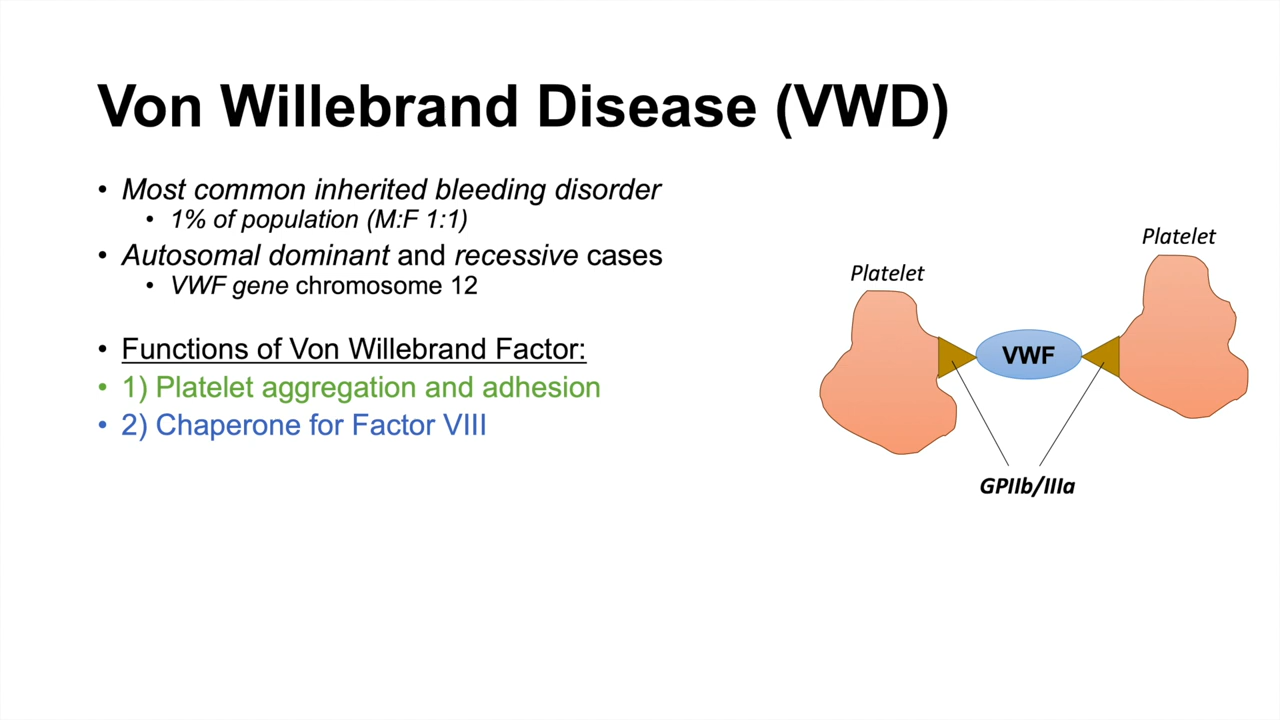 Von Willebrand Disease (VWD)
• Most common inherited bleeding disorder
• 1% of population (M:F 1:1)
• Autosomal dominant and recessive cases
• VWF gene chromosome 12
• Functions of Von Willebrand Factor:
• 1) Platelet aggregation and adhesion
• 2) Chaperone for Factor VIII
Platelet
Platelet
VWF
GPIIb/IIIa